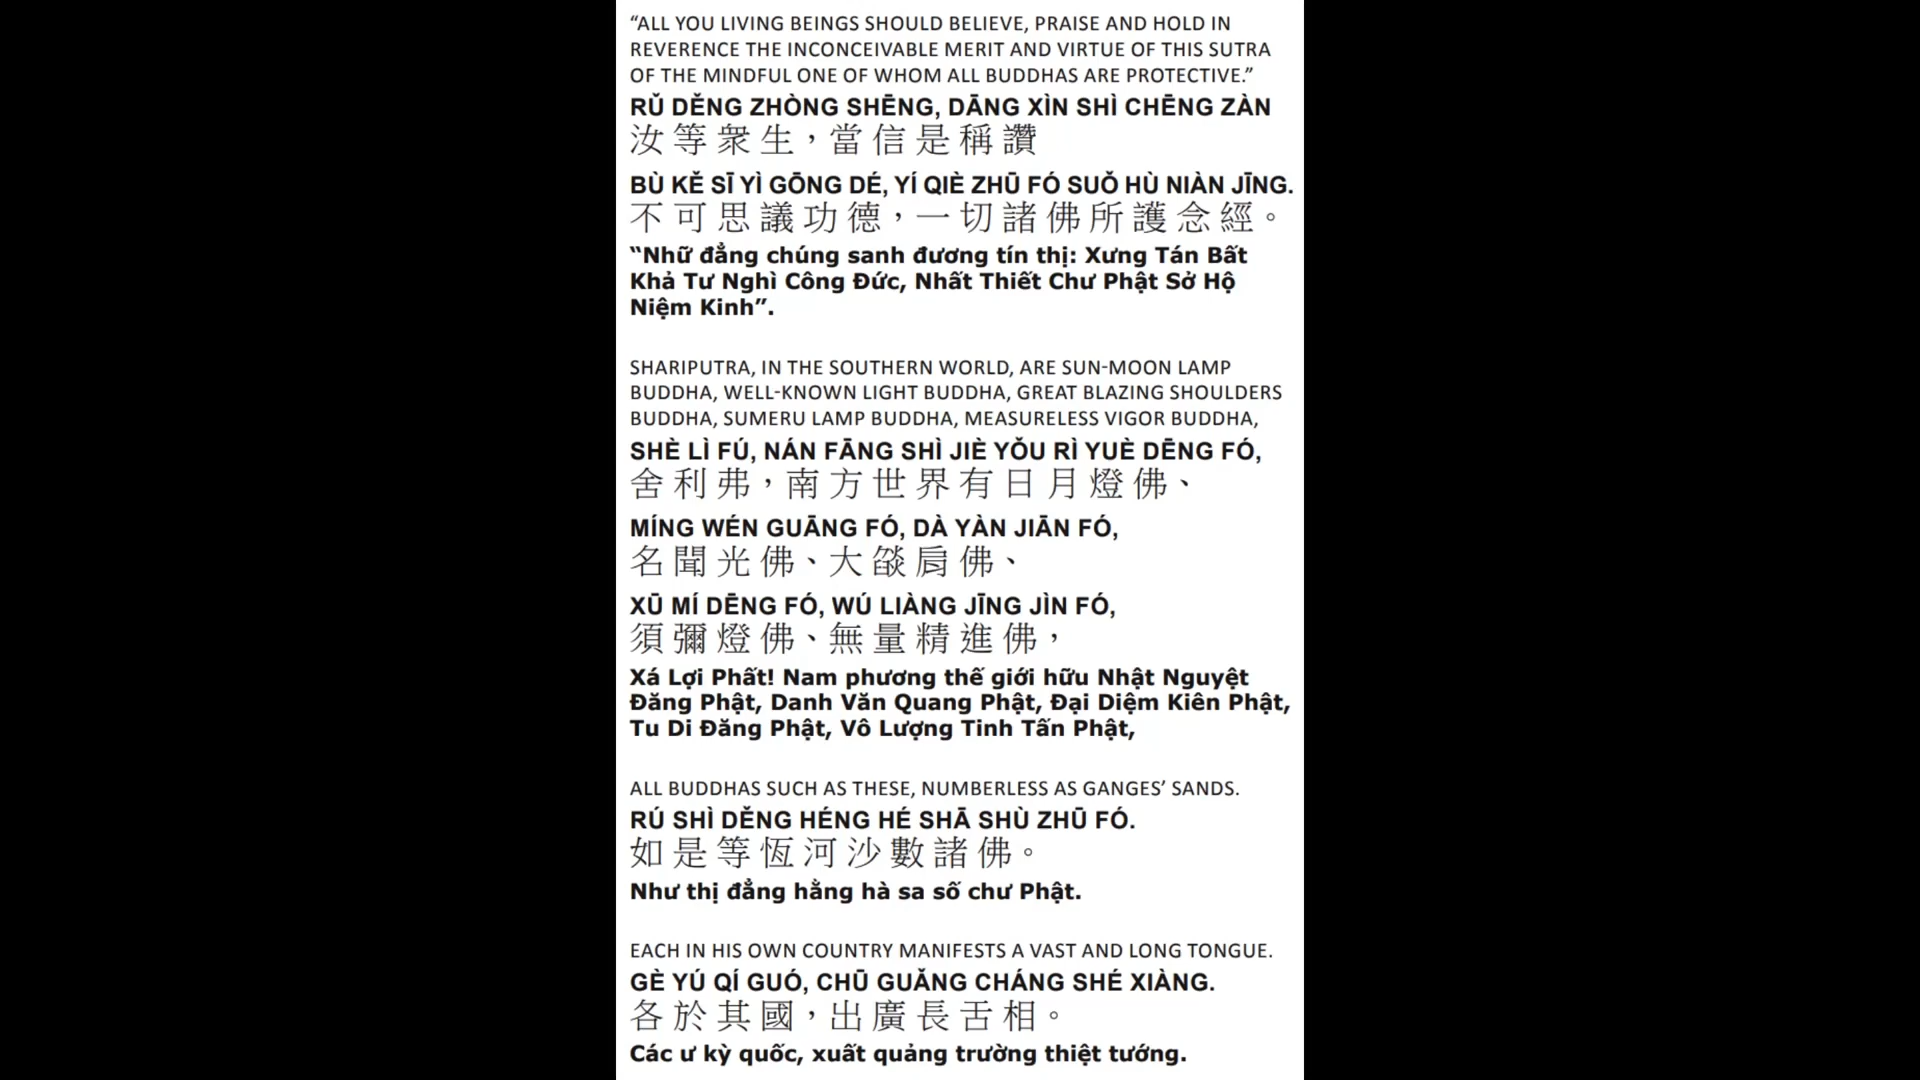 “ALL YOU LIVING BEINGS SHOULD BELIEVE, PRAISE AND HOLD IN
REVERENCE THE INCONCEIVABLE MERIT AND VIRTUE OF THIS SUTRA
OF THE MINDFUL ONE OF WHOM ALL BUDDHAS ARE PROTECTIVE.”
RǓ DĚNG ZHÒNG SHĒNG, DĀNG XÌN SHÌ CHĒNG ZÀN
汝等衆生，當信是稱讚
BÙ KĚ SĪ YÌ GŌNG DÉ, YÍ QIÈ ZHŪ FÓ SUǑ HÙ NIÀN JĪNG.
不可思議功德，一切諸佛所護念經。
“Nhữ đẳng chúng sanh đương tín thị: Xưng Tán Bất
Khả Tư Nghì Công Đức, Nhất Thiết Chư Phật Sở Hộ
Niệm Kinh”.
SHARIPUTRA, IN THE SOUTHERN WORLD, ARE SUN-MOON LAMP
BUDDHA, WELL-KNOWN LIGHT BUDDHA, GREAT BLAZING SHOULDERS
BUDDHA, SUMERU LAMP BUDDHA, MEASURELESS VIGOR BUDDHA,
SHÈ LÌ FÚ, NÁN FĀNG SHÌ JIÈ YǑU RÌ YUÈ DĒNG FÓ,
舍利弗，南方世界有日月燈佛、
MÍNG WÉN GUĀNG FÓ, DÀ YÀN JIĀN FÓ,
名聞光佛、大燄肩佛、
XŪ MÍ DĒNG FÓ, WÚ LIÀNG JĪNG JÌN FÓ,
須彌燈佛、無量精進佛，
Xá Lợi Phất! Nam phương thế giới hữu Nhật Nguyệt
Đăng Phật, Danh Văn Quang Phật, Đại Diệm Kiên Phật,
Tu Di Đăng Phật, Vô Lượng Tinh Tấn Phật,
ALL BUDDHAS SUCH AS THESE, NUMBERLESS AS GANGES’ SANDS.
RÚ SHÌ DĚNG HÉNG HÉ SHĀ SHÙ ZHŪ FÓ.
如是等恆河沙數諸佛。
Như thị đẳng hằng hà sa số chư Phật.
EACH IN HIS OWN COUNTRY MANIFESTS A VAST AND LONG TONGUE.
GÈ YÚ QÍ GUÓ, CHŪ GUǍNG CHÁNG SHÉ XIÀNG.
各於其國，出廣長舌相。
Các ư kỳ quốc, xuất quảng trường thiệt tướng.